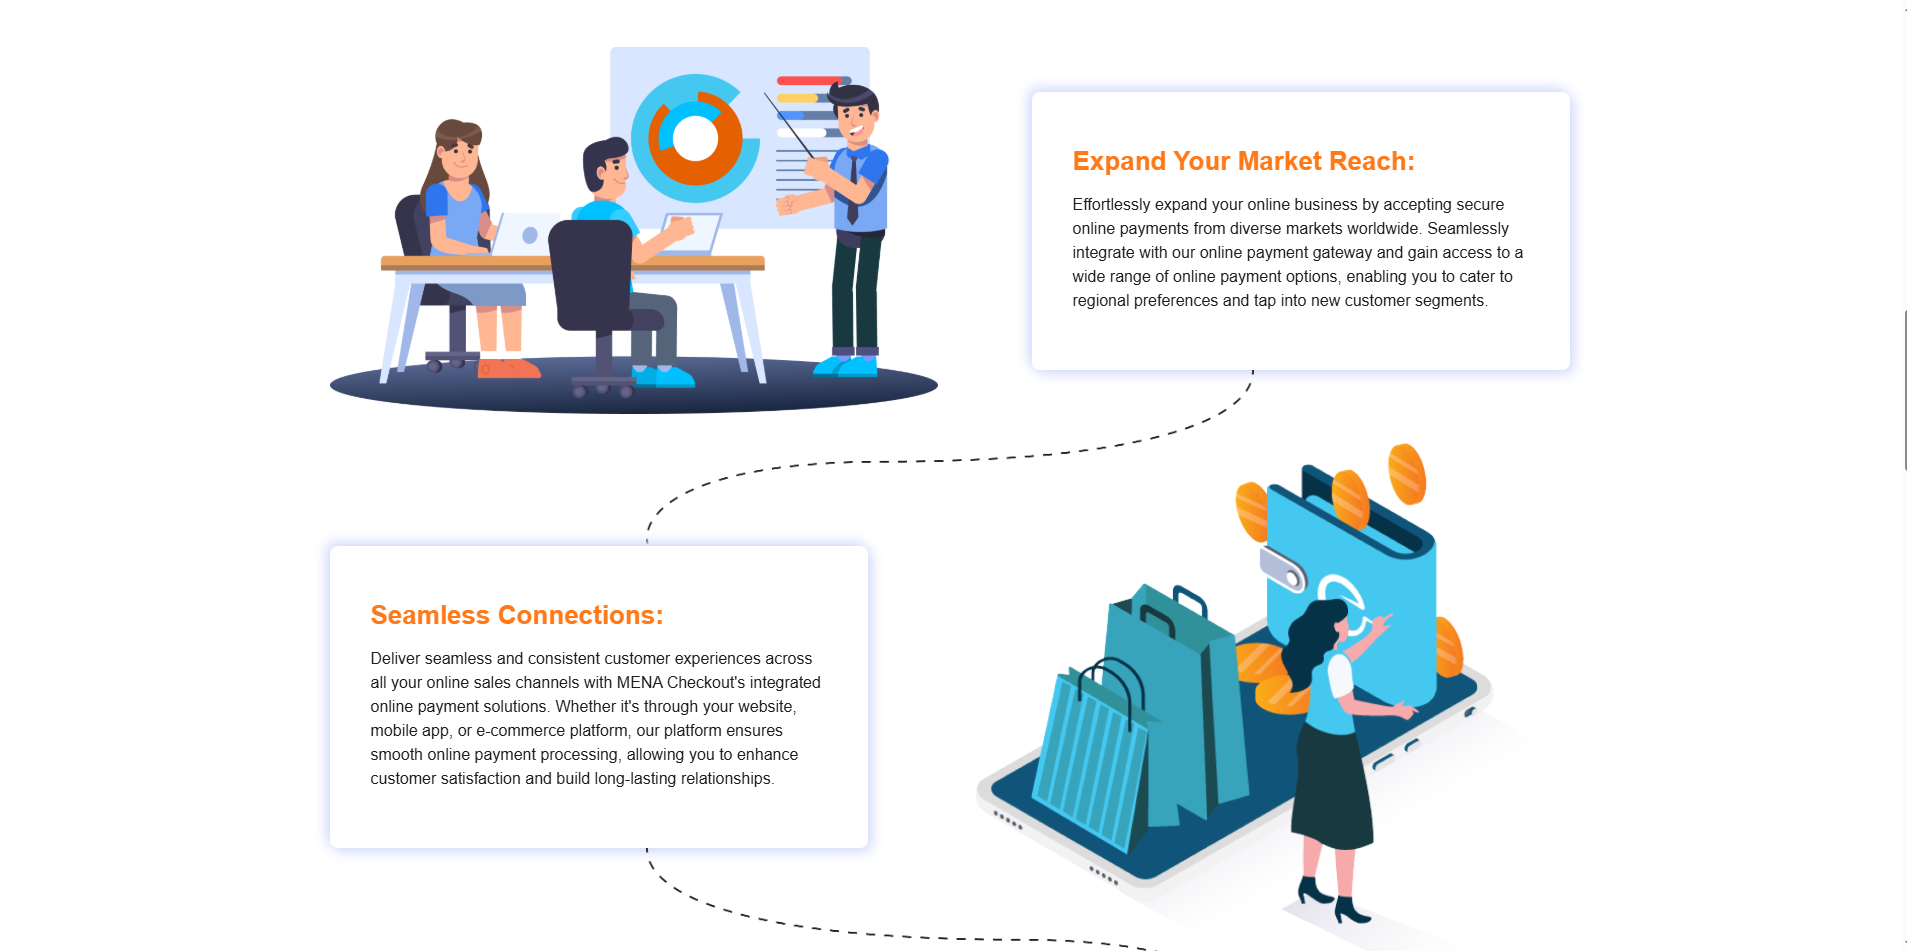 Expand Your Market Reach:
Effortlessly expand your online business by accepting secure
online payments from diverse markets worldwide. Seamlessly
integrate with our online payment gateway and gain access to a
wide range of online payment options, enabling you to cater to
regional preferences and tap into new customer segments.
Seamless Connections:
Deliver seamless and consistent customer experiences across
all your online sales channels with MENA Checkout's integrated
online payment solutions. Whether it's through your website,
mobile app, or e-commerce platform, our platform ensures
smooth online payment processing, allowing you to enhance
customer satisfaction and build long-lasting relationships.